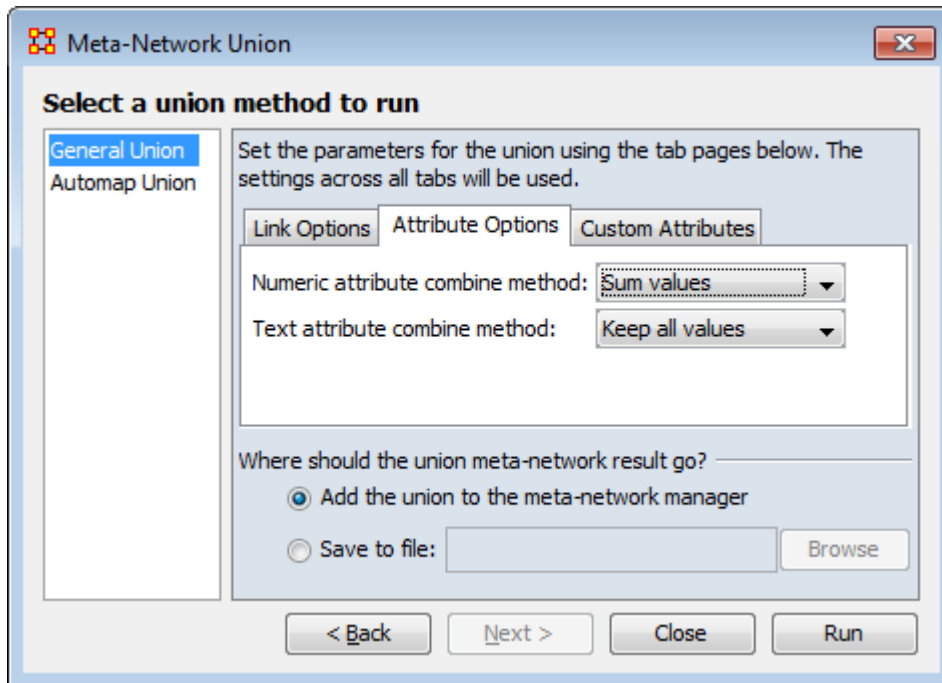 Meta-Network Union
Select a union method to run
General Union
Automap Union
Set the parameters for the union using the tab pages below. The
settings across all tabs will be used.
Link Options
Attribute Options
Custom Attributes
Numeric attribute combine method:
Sum values
Text attribute combine method:
Keep all values
Where should the union meta-network result go?
Add the union to the meta-network manager
Save to file:
Browse
< Back
Next >
Close
Run